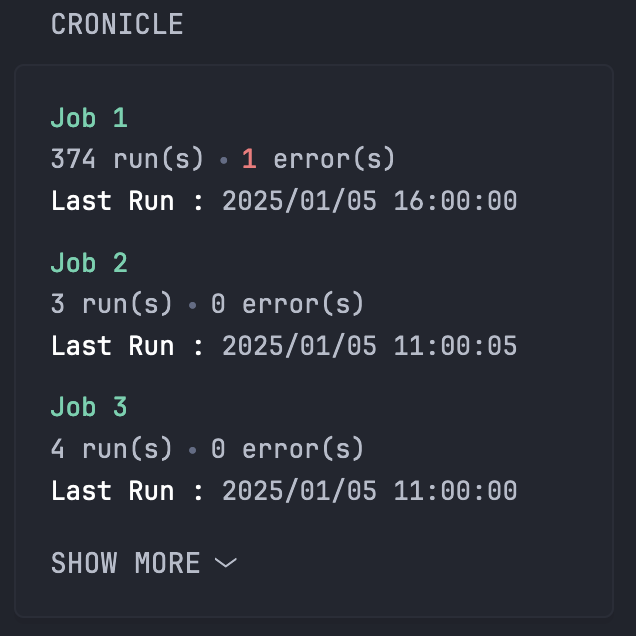 CRONICLE
Job 1
374 run(s) • 1 error(s)
Last Run : 2025/01/05 16:00:00
Job 2
3 run(s) • 0 error(s)
Last Run : 2025/01/05 11:00:05
Job 3
4 run(s) • 0 error(s)
Last Run : 2025/01/05 11:00:00
SHOW MORE